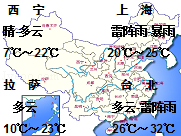 西 宁
晴·多云
7℃～22℃
上 海
雷阵雨·暴雨
20℃～25℃
拉 萨
多云
10℃～23℃
台 北
多云·雷阵雨
26℃～32℃